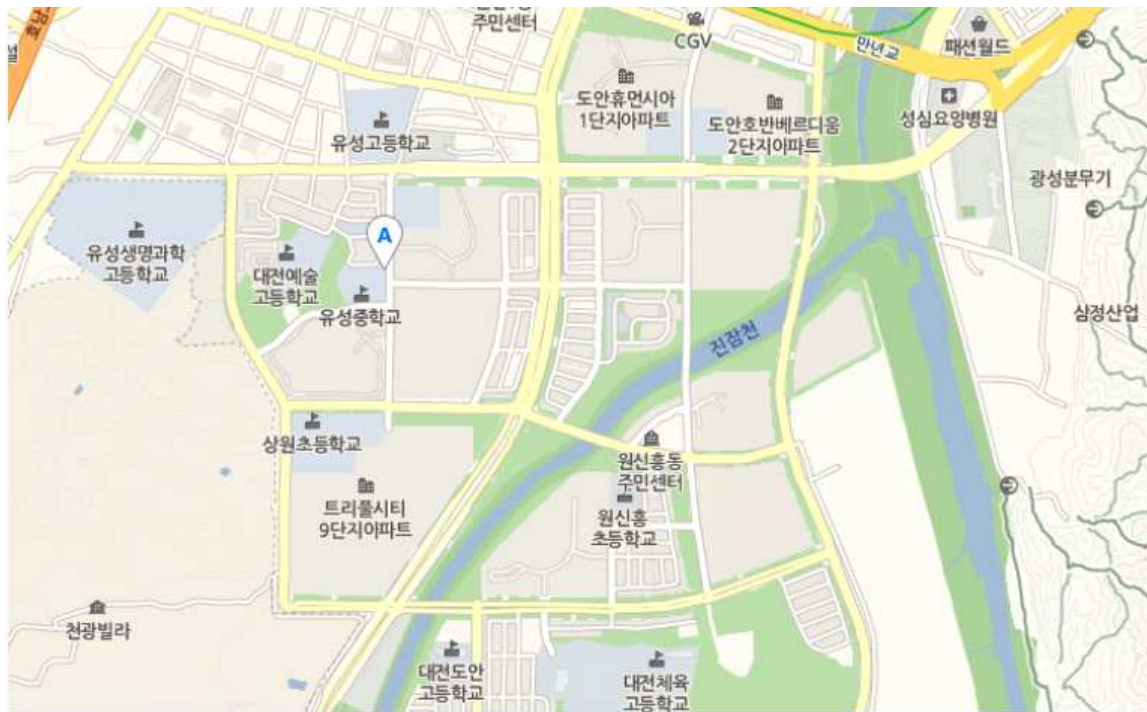 호남고
주민센터
CGV
만년교
패션월드
도안휴먼시아
1단지아파트
도안호반베르디움
2단지아파트
성심요양병원
유성고등학교
광성분무기
A
유성생명과학
고등학교
대전예술
고등학교
유성중학교
진잠천
삼정산업
상원초등학교
원신흥동
주민센터
트리풀시티
9단지아파트
원신흥
초등학교
천광빌라
대전도안
고등학교
대전체육
고등학교